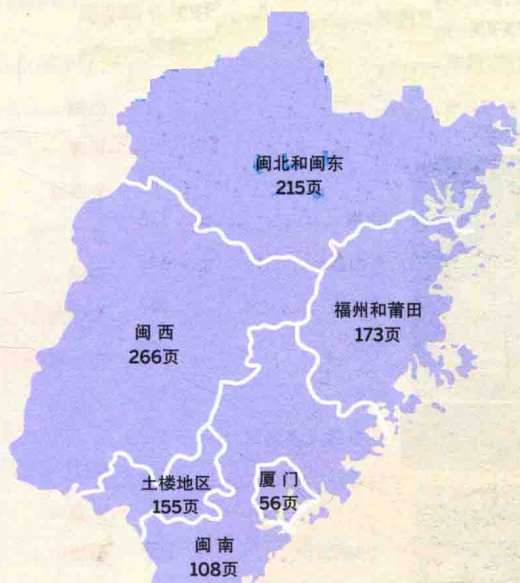 闽北和闽东
215页
福州和莆田
173页
闽西
266页
土楼地区
155页
厦门
56页
闽南
108页